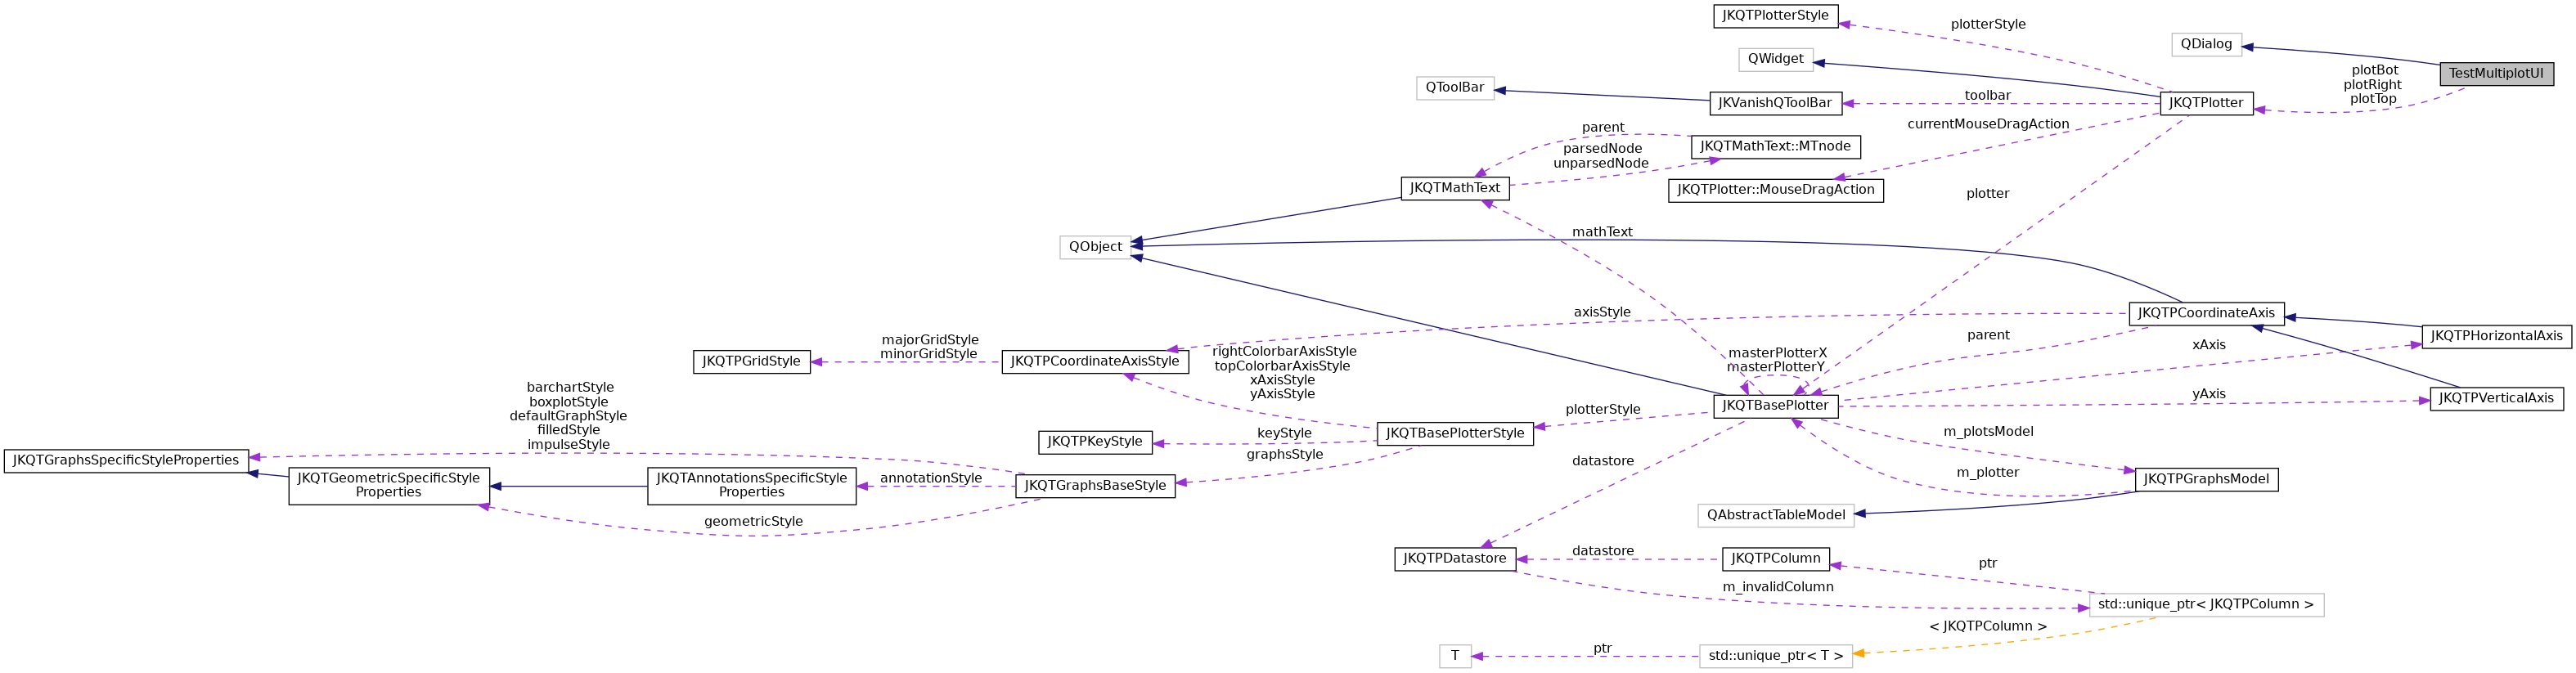 JKQTPlotterStyle
plotterStyle
QDialog
QWidget
TestMultiplotUI
plotBot
plotRight
plotTop
QToolBar
JKVanishQToolBar
toolbar
JKQTPlotter
currentMouseDragAction
parent
JKQTMathText::MTnode
parsedNode
unparsedNode
JKQTMathText
JKQTPlotter::MouseDragAction
plotter
QObject
mathText
axisStyle
JKQTPCoordinateAxis
JKQTPHorizontalAxis
parent
xAxis
majorGridStyle
minorGridStyle
JKQTPGridStyle
JKQTPCoordinateAxisStyle
rightColorbarAxisStyle
topColorbarAxisStyle
xAxisStyle
yAxisStyle
masterPlotterX
masterPlotterY
yAxis
JKQTPVerticalAxis
JKQTBasePlotter
plotterStyle
barchartStyle
boxplotStyle
defaultGraphStyle
filledStyle
impulseStyle
JKQTPKeyStyle
keyStyle
JKQTBasePlotterStyle
m_plotsModel
graphsStyle
datastore
JKQTGraphsSpecificStyleProperties
JKQTGeometricSpecificStyle
Properties
JKQTAnnotationsSpecificStyle
Properties
annotationStyle
JKQTGraphsBaseStyle
m_plotter
JKQTPGraphsModel
geometricStyle
QAbstractTableModel
JKQTPDatastore
datastore
JKQTPColumn
ptr
m_invalidColumn
std::unique_ptr< JKQTPColumn >
< JKQTPColumn >
T
ptr
std::unique_ptr< T >